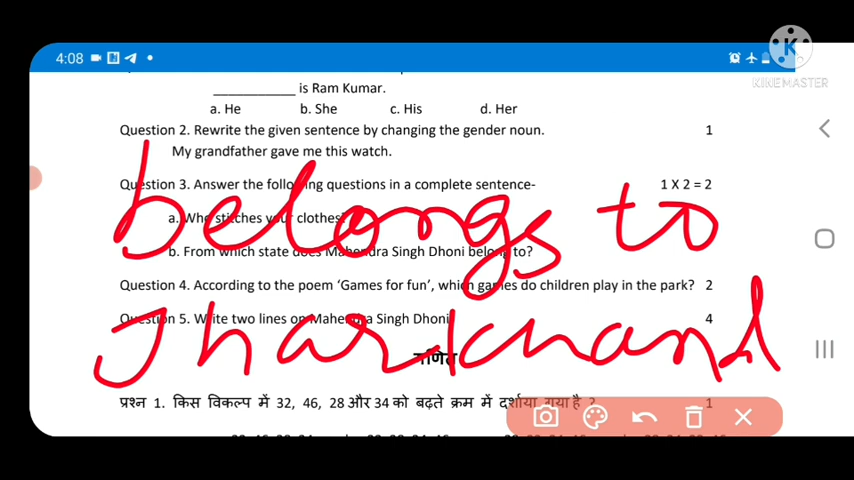 4:08
KINEMASTER
__________ is Ram Kumar.
a. He b. She c. His d. Her
Question 2. Rewrite the given sentence by changing the gender noun. 1
My grandfather gave me this watch.
Question 3. Answer the following questions in a complete sentence- 1 X 2 = 2
a. Who stitches your clothes?
belongs to
b. From which state does Mahendra Singh Dhoni belong to?
Question 4. According to the poem ‘Games for fun’, which games do children play in the park? 2
Question 5. Write two lines on Mahendra Singh Dhoni 4
Jharkhand
गणित
प्रश्न 1. किस विकल्प में 32, 46, 28 और 34 को बढ़ते क्रम में दर्शाया गया है ? 1